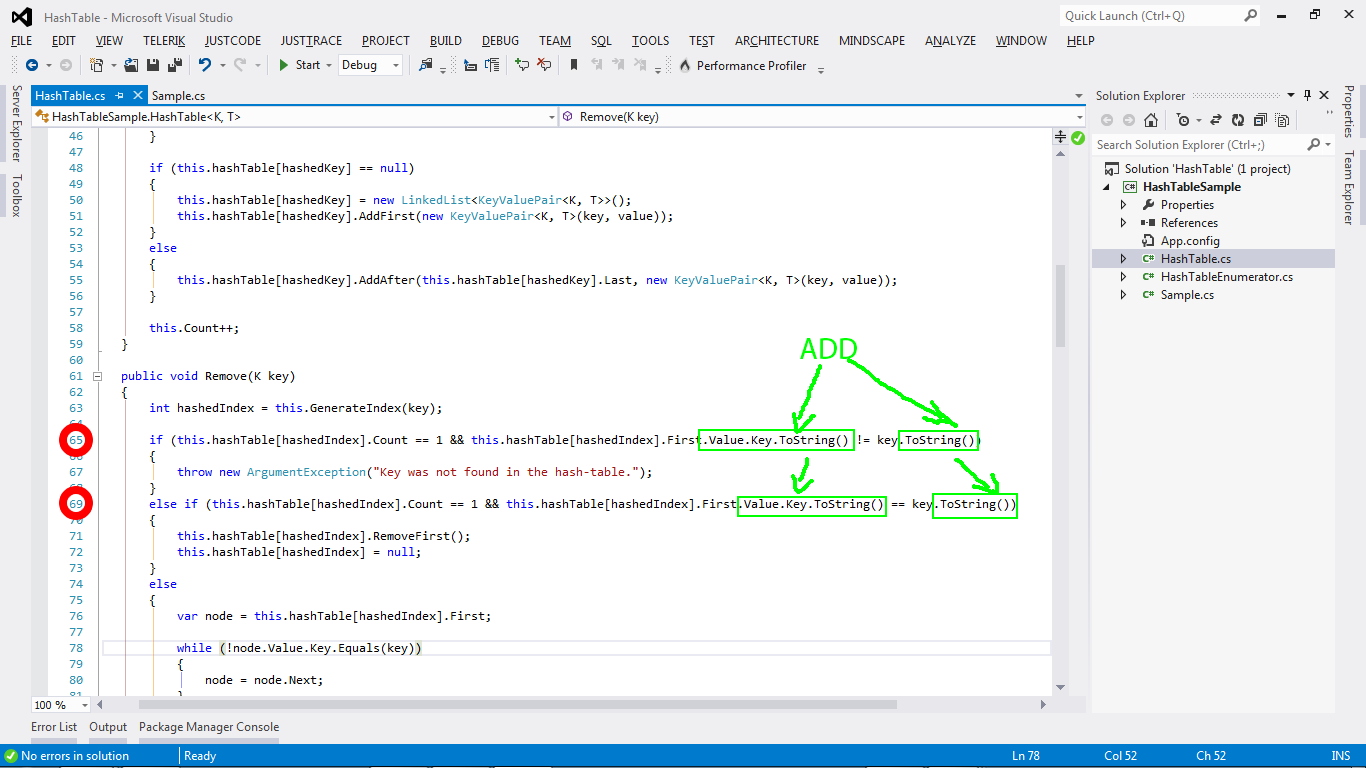 HashTable - Microsoft Visual Studio
Quick Launch (Ctrl+Q)
FILE EDIT VIEW TELERIK JUSTCODE JUSTTRACE PROJECT BUILD DEBUG TEAM SQL TOOLS TEST ARCHITECTURE MINDSCAPE ANALYZE WINDOW HELP
Start Debug Performance Profiler
Server Explorer
Toolbox
HashTable.cs Sample.cs
HashTableSample.HashTable<K, T> Remove(K key)
46 }
47
48 if (this.hashTable[hashedKey] == null)
49 {
50 this.hashTable[hashedKey] = new LinkedList<KeyValuePair<K, T>>();
51 this.hashTable[hashedKey].AddFirst(new KeyValuePair<K, T>(key, value));
52 }
53 else
54 {
55 this.hashTable[hashedKey].AddAfter(this.hashTable[hashedKey].Last, new KeyValuePair<K, T>(key, value));
56 }
57
58 this.Count++;
59 }
60
ADD
61 public void Remove(K key)
62 {
63 int hashedIndex = this.GenerateIndex(key);
64
65 if (this.hashTable[hashedIndex].Count == 1 && this.hashTable[hashedIndex].First.Value.Key.ToString() != key.ToString())
66 {
67 throw new ArgumentException("Key was not found in the hash-table.");
68 }
69 else if (this.hashTable[hashedIndex].Count == 1 && this.hashTable[hashedIndex].First.Value.Key.ToString() == key.ToString())
70 {
71 this.hashTable[hashedIndex].RemoveFirst();
72 this.hashTable[hashedIndex] = null;
73 }
74 else
75 {
76 var node = this.hashTable[hashedIndex].First;
77
78 while (!node.Value.Key.Equals(key))
79 {
80 node = node.Next;
81 }
100 %
Solution Explorer
Search Solution Explorer (Ctrl+;)
Solution 'HashTable' (1 project)
HashTableSample
Properties
References
App.config
HashTable.cs
HashTableEnumerator.cs
Sample.cs
Properties
Team Explorer
Error List Output Package Manager Console
No errors in solution Ready Ln 78 Col 52 Ch 52 INS